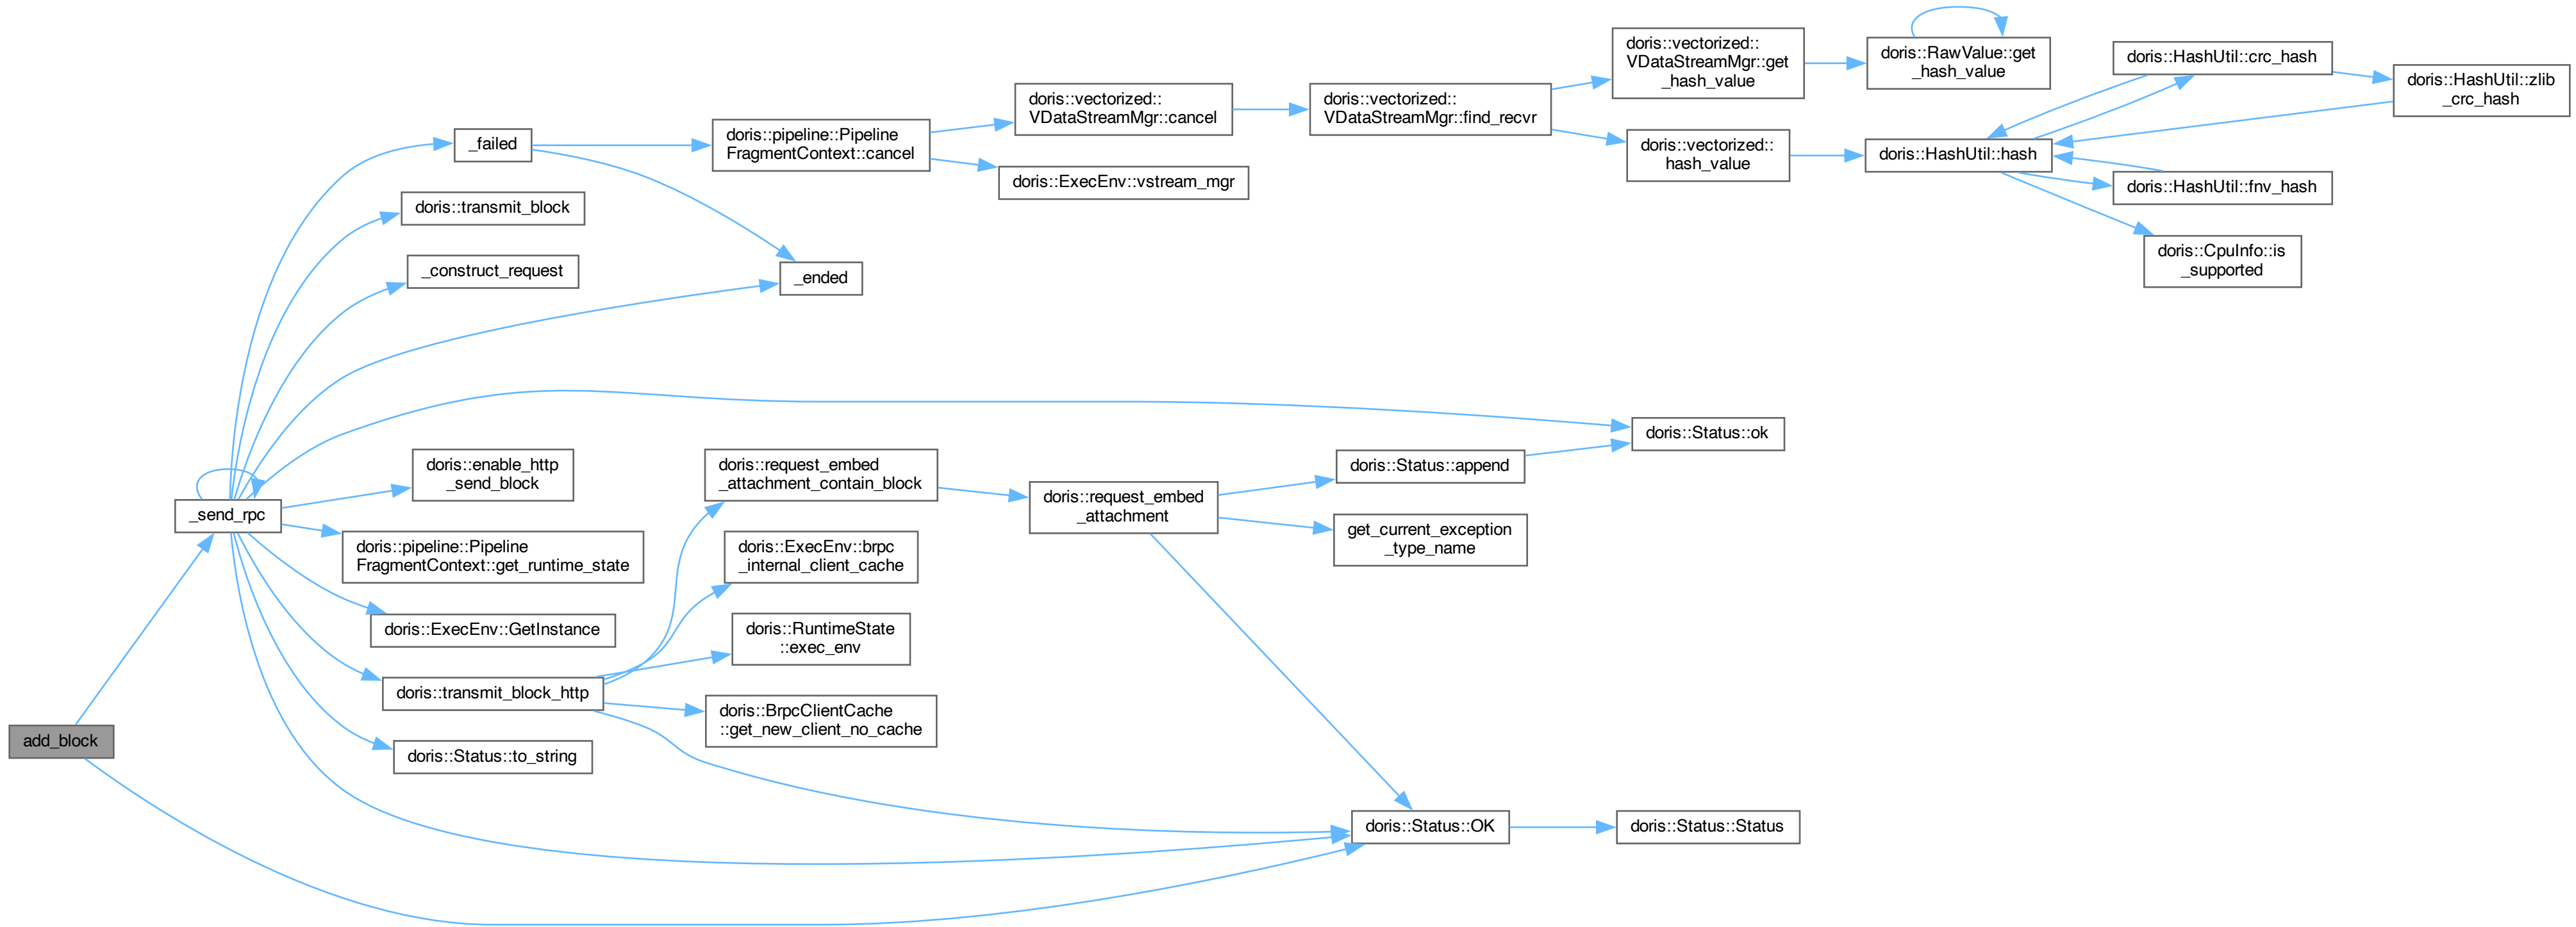 add_block
_send_rpc
_failed
doris::transmit_block
_construct_request
doris::enable_http
_send_block
doris::pipeline::Pipeline
FragmentContext::get_runtime_state
doris::ExecEnv::GetInstance
doris::transmit_block_http
doris::Status::to_string
doris::pipeline::Pipeline
FragmentContext::cancel
_ended
doris::request_embed
_attachment_contain_block
doris::ExecEnv::brpc
_internal_client_cache
doris::RuntimeState
::exec_env
doris::BrpcClientCache
::get_new_client_no_cache
doris::vectorized::
VDataStreamMgr::cancel
doris::ExecEnv::vstream_mgr
doris::request_embed
_attachment
doris::vectorized::
VDataStreamMgr::find_recvr
doris::Status::append
get_current_exception
_type_name
doris::Status::OK
doris::vectorized::
VDataStreamMgr::get
_hash_value
doris::vectorized::
hash_value
doris::Status::ok
doris::Status::Status
doris::RawValue::get
_hash_value
doris::HashUtil::hash
doris::HashUtil::crc_hash
doris::HashUtil::fnv_hash
doris::CpuInfo::is
_supported
doris::HashUtil::zlib
_crc_hash